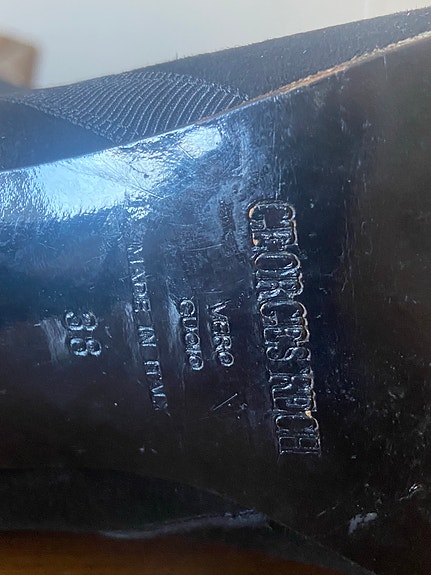 GEORGES RECH
VERO
CUOIO
MADE IN ITALY
38